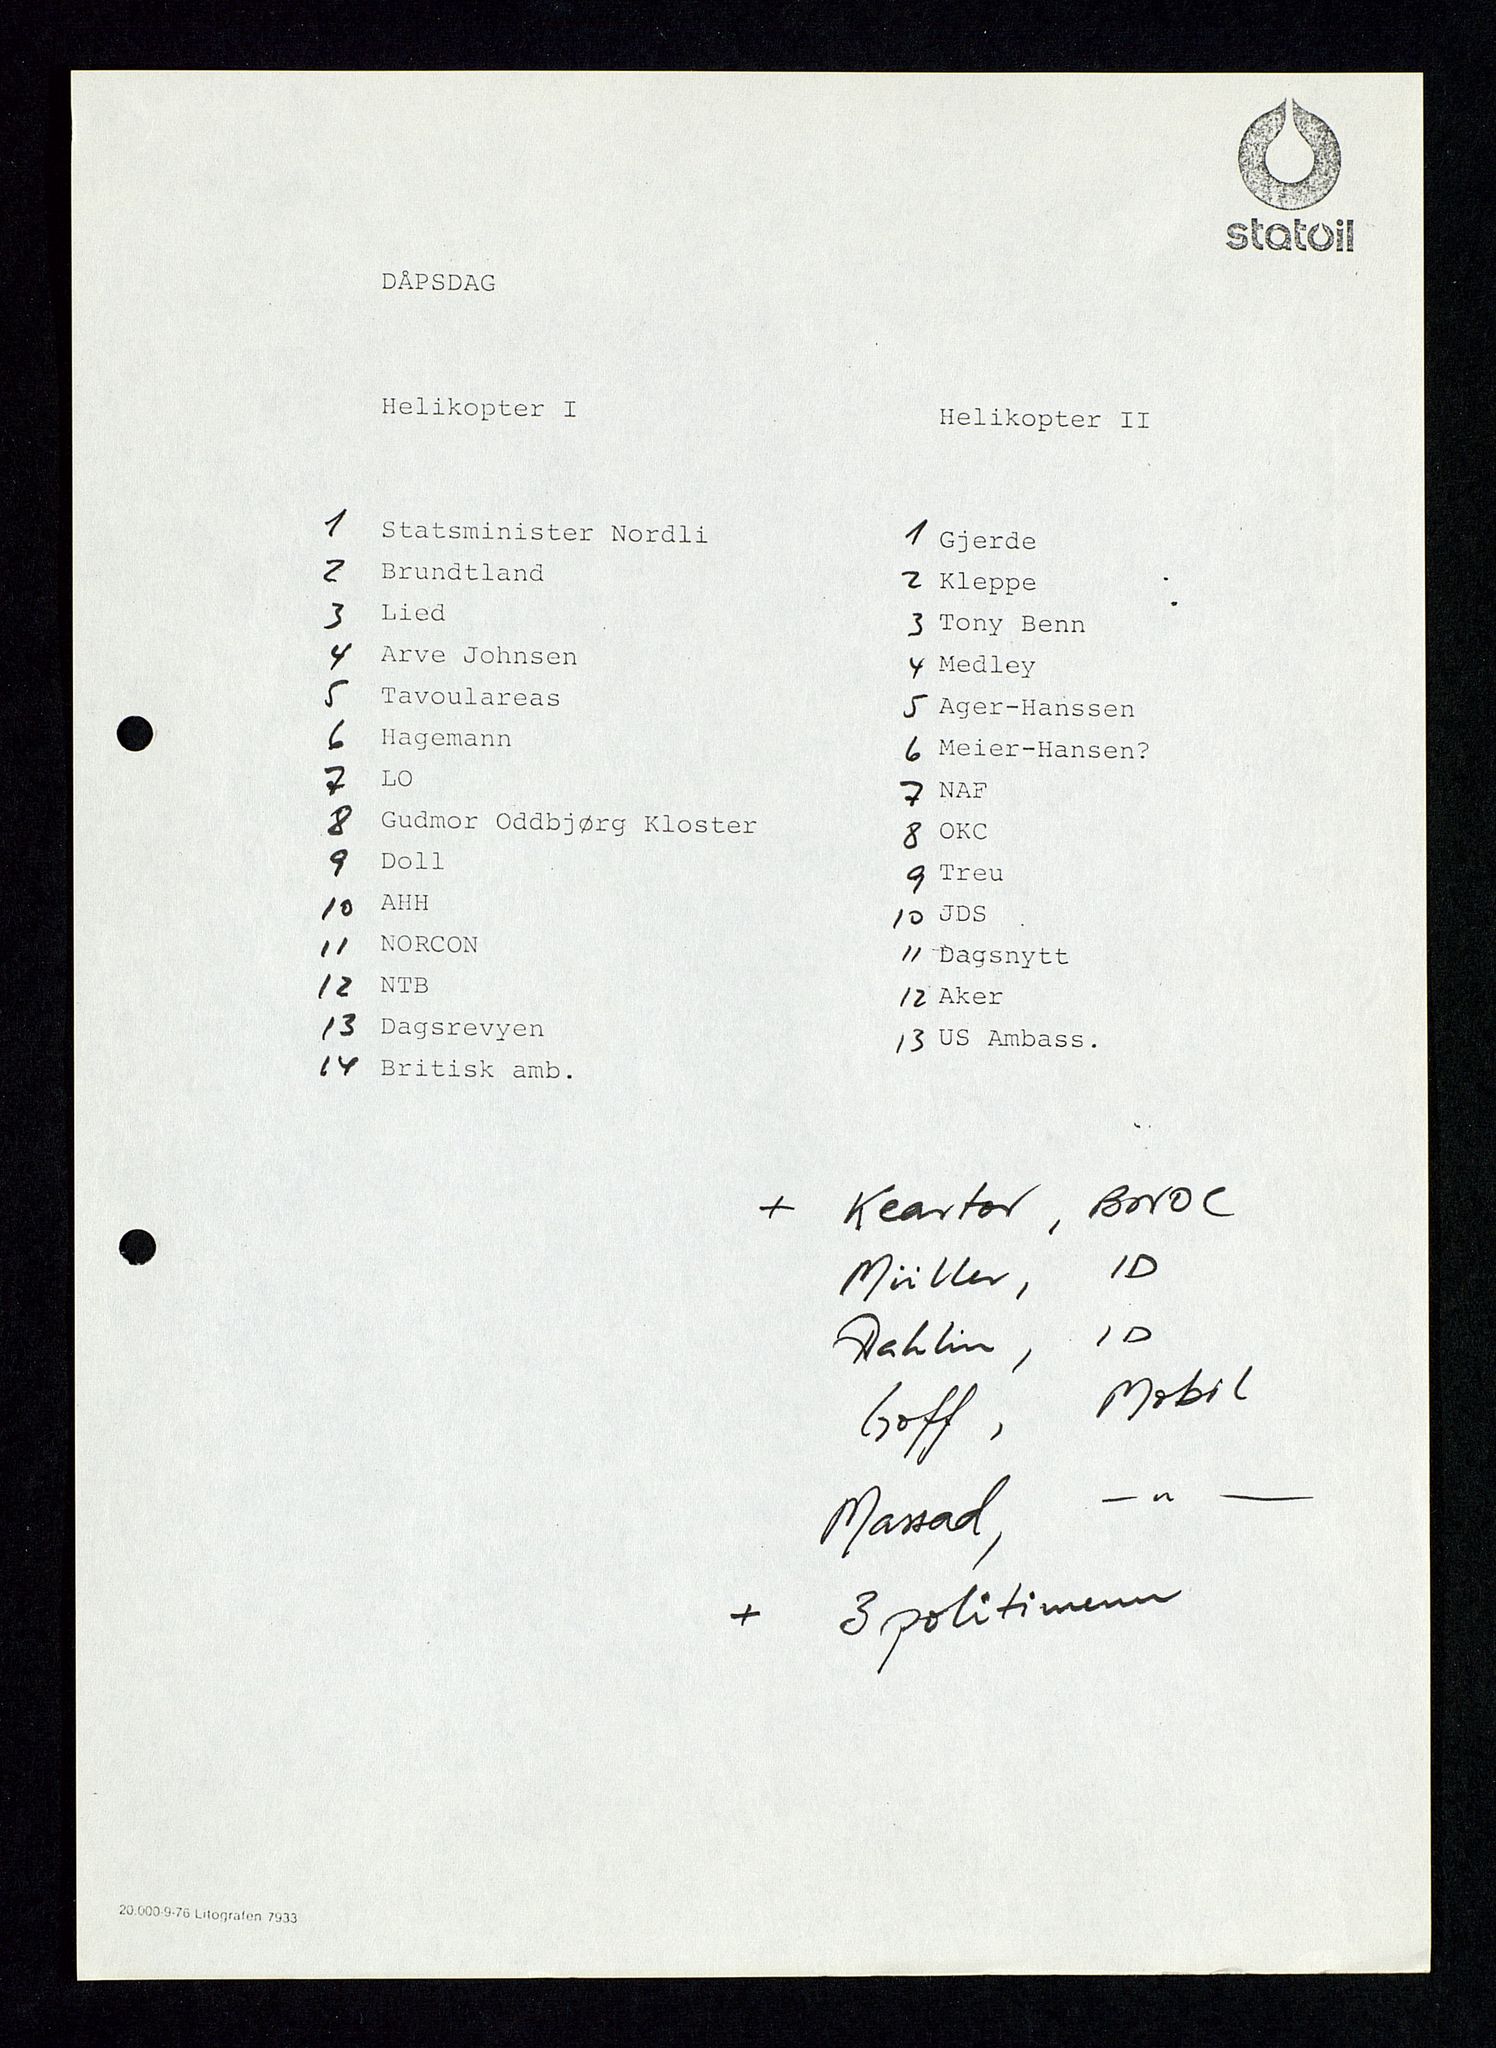 statoil
DÅPSDAG
Helikopter I
1 Statsminister Nordli
2 Brundtland
3 Lied
4 Arve Johnsen
5 Tavoulareas
6 Hagemann
7 LO
8 Gudmor Oddbjørg Kloster
9 Doll
10 AHH
11 NORCON
12 NTB
13 Dagsrevyen
14 Britisk amb.
Helikopter II
1 Gjerde
2 Kleppe
3 Tony Benn
4 Medley
5 Ager-Hanssen
6 Meier-Hansen?
7 NAF
8 OKC
9 Treu
10 JDS
11 Dagsnytt
12 Aker
13 US Ambass.
+ Kearton, BNOC
Müller, ID
Dahlin, ID
Goff, Mobil
Massad, — " —
+ 3 politimenn
20.000-9-76 Litografen 7933